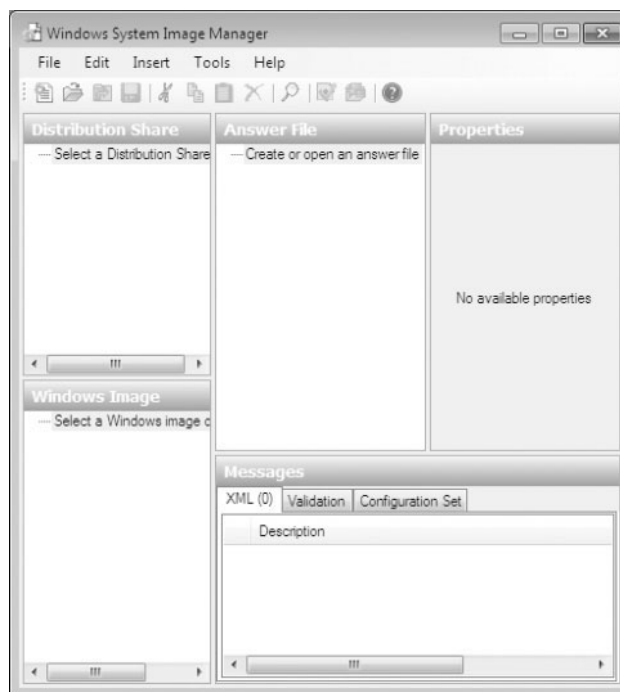 Windows System Image Manager
File Edit Insert Tools Help
Distribution Share
Select a Distribution Share
Answer File
Create or open an answer file
Properties
No available properties
Windows Image
Select a Windows image
Messages
XML (0) Validation Configuration Set
Description